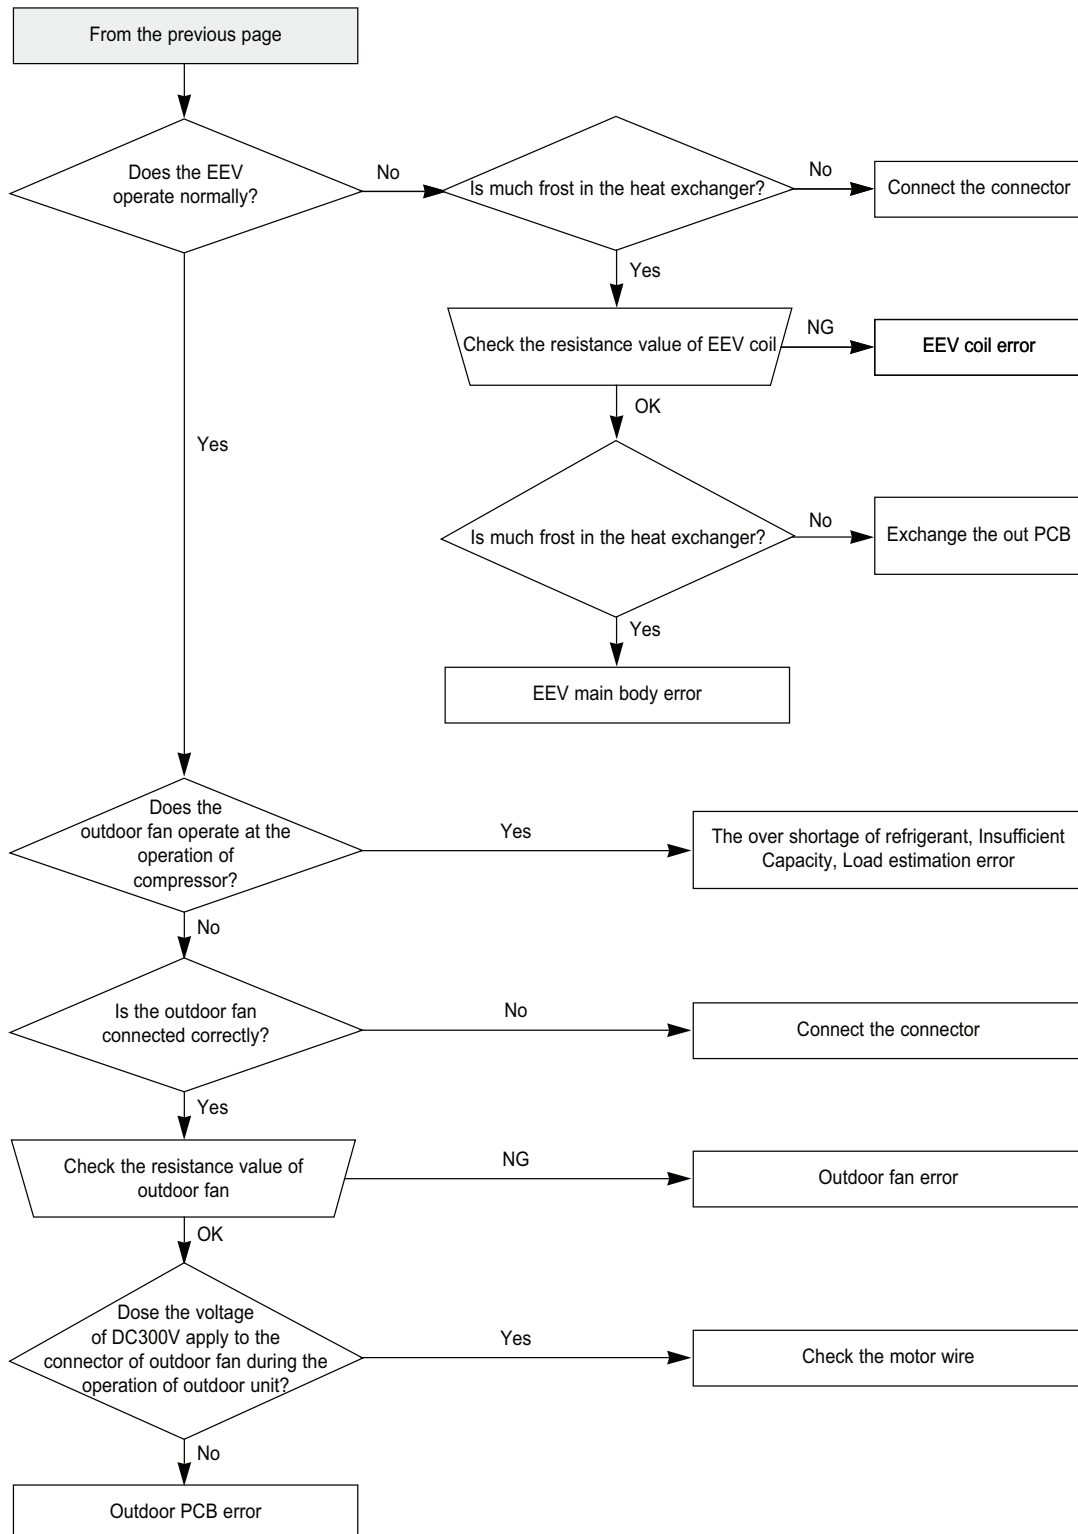 From the previous page
Does the EEV
operate normally?
No
Is much frost in the heat exchanger?
No
Connect the connector
Yes
Check the resistance value of EEV coil
NG
EEV coil error
OK
Yes
Is much frost in the heat exchanger?
No
Exchange the out PCB
Yes
EEV main body error
Does the
outdoor fan operate at the
operation of
compressor?
Yes
The over shortage of refrigerant, Insufficient
Capacity, Load estimation error
No
Is the outdoor fan
connected correctly?
No
Connect the connector
Yes
Check the resistance value of
outdoor fan
NG
Outdoor fan error
OK
Dose the voltage
of DC300V apply to the
connector of outdoor fan during the
operation of outdoor unit?
Yes
Check the motor wire
No
Outdoor PCB error